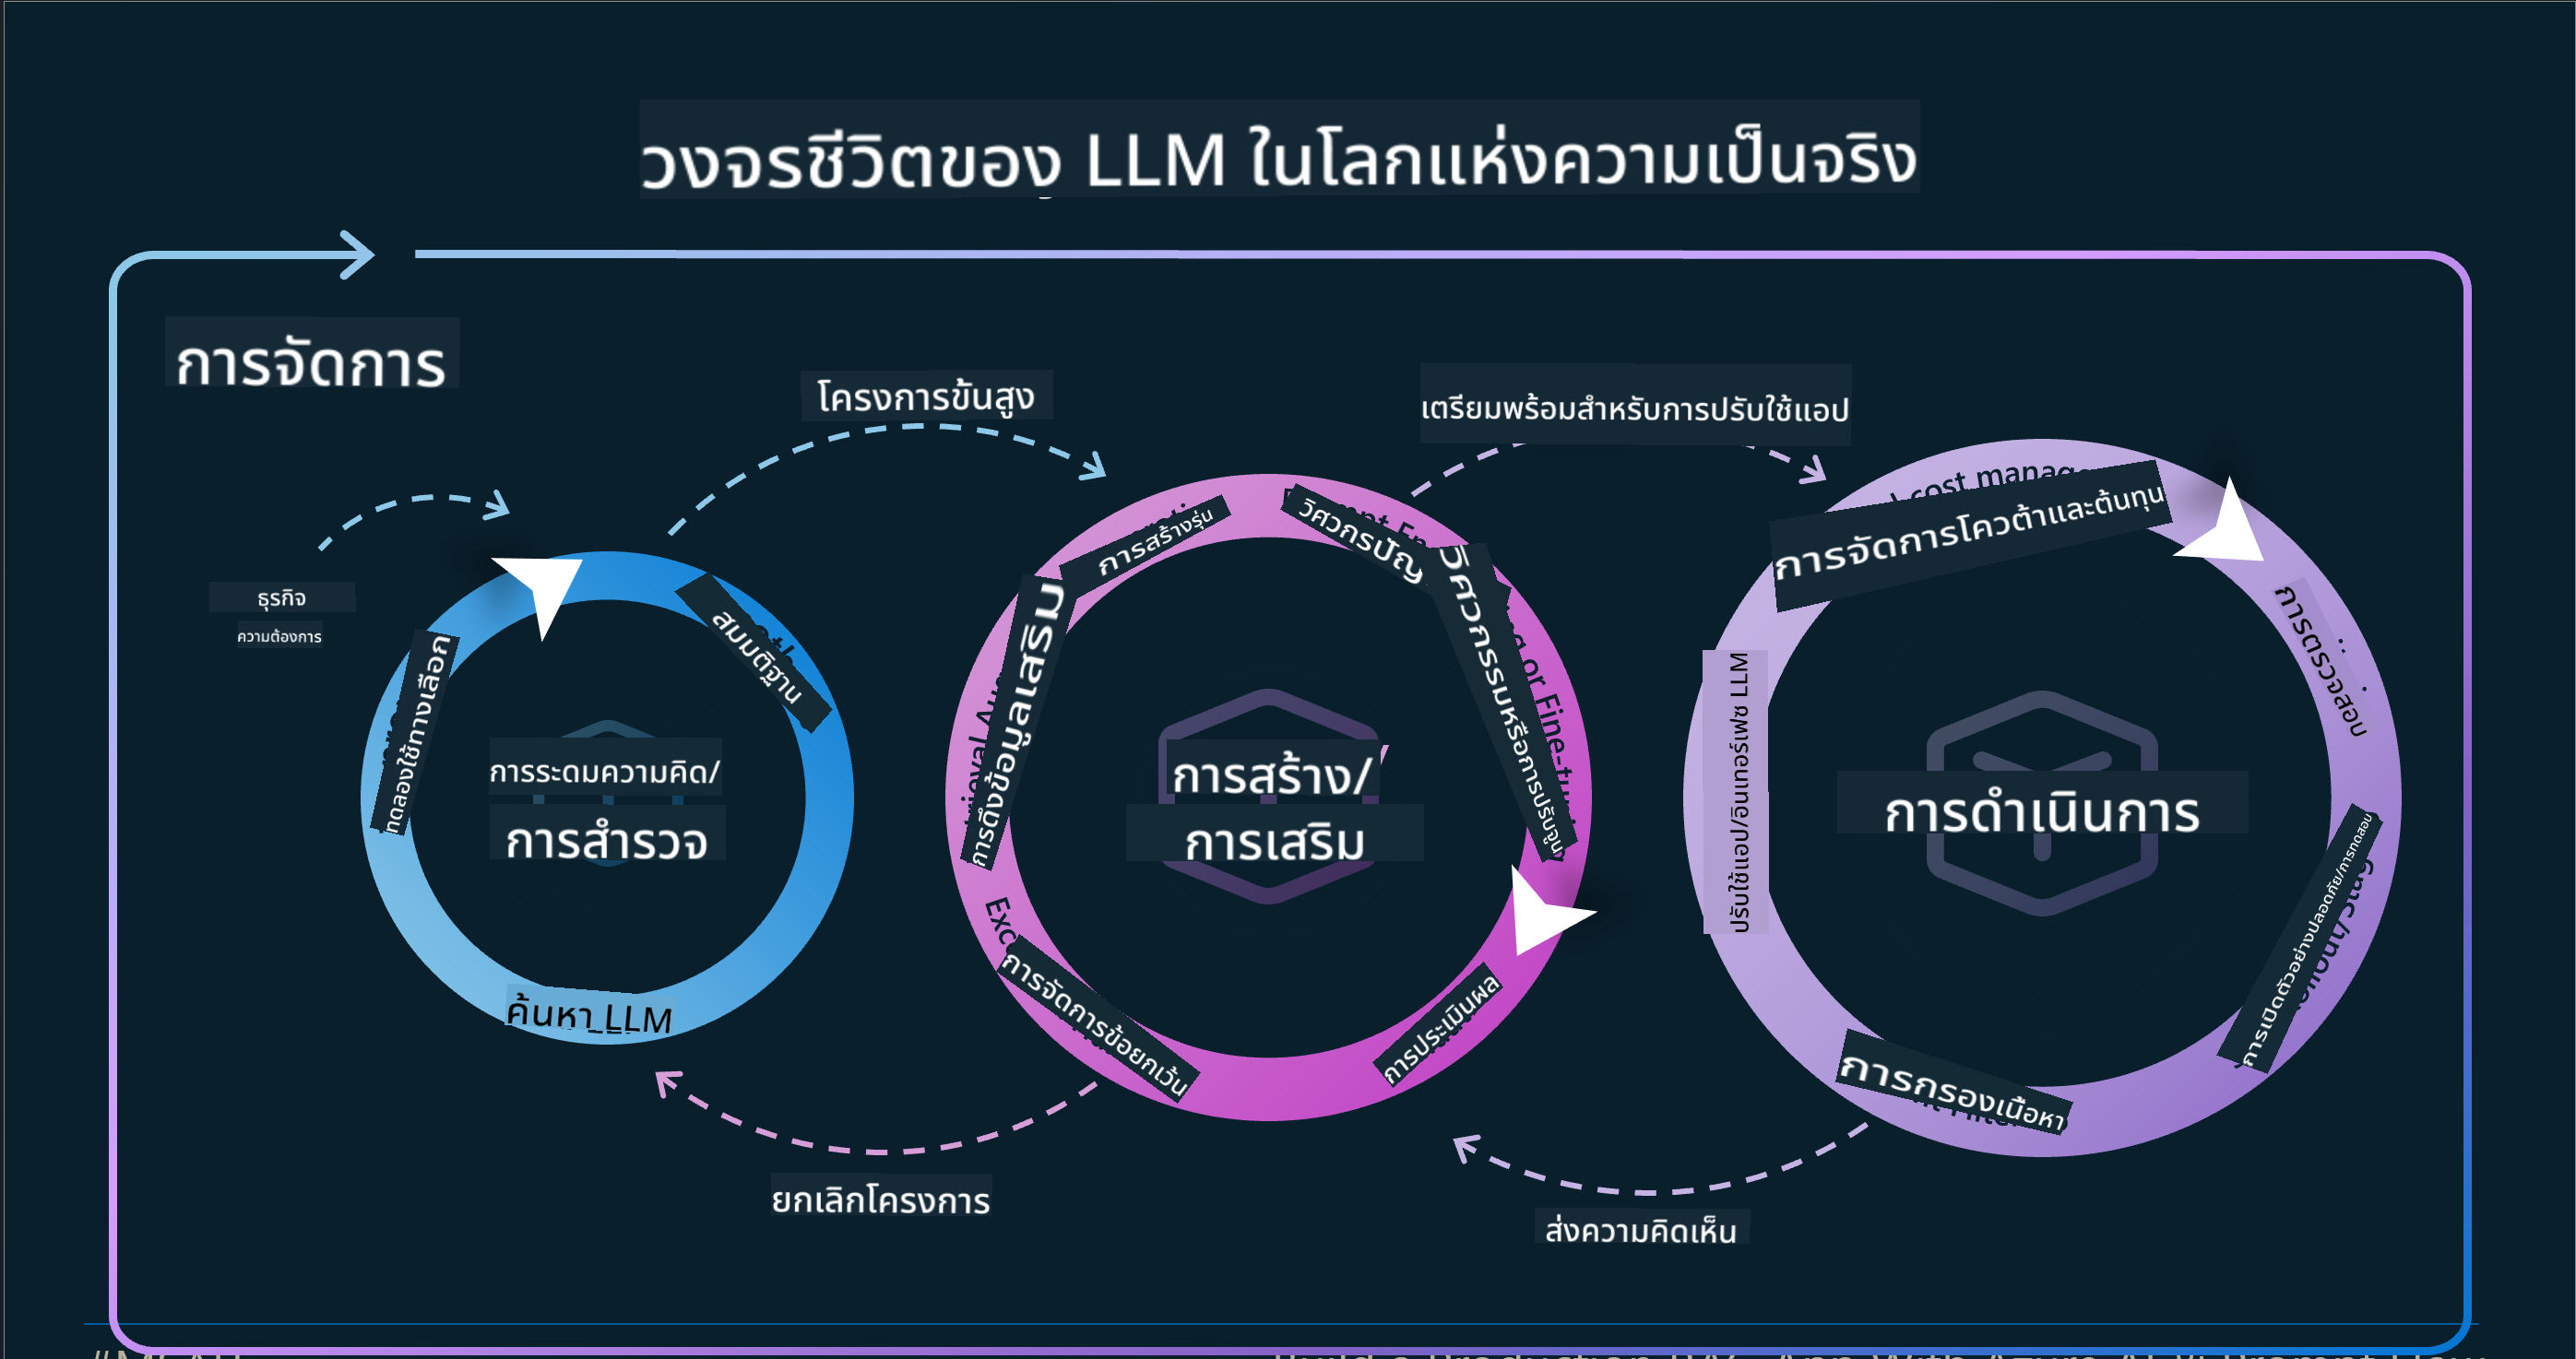 วงจรชีวิตของ LLM ในโลกแห่งความเป็นจริง
การจัดการ
โครงการขั้นสูง
เตรียมพร้อมสำหรับการปรับใช้แอป
ธุรกิจ
ความต้องการ
ทดลองใช้ทางเลือก
สมมติฐาน
การระดมความคิด/
การสำรวจ
ค้นหา LLM
การสร้างรุ่น
วิศวกรปัญ
วิศวกรรมหรือการปรับจูน
or Fine-
การดึงข้อมูลเสริม
การสร้าง/
การเสริม
การจัดการข้อยกเว้น
การประเมินผล
cost
การจัดการโควต้าและต้นทุน
การตรวจสอบ
ปรับใช้แอป/อินเทอร์เฟซ LLM
การดำเนินการ
การเปิดตัวอย่างปลอดภัย/การทดสอบ
การกรองเนื้อหา
ยกเลิกโครงการ
ส่งความคิดเห็น